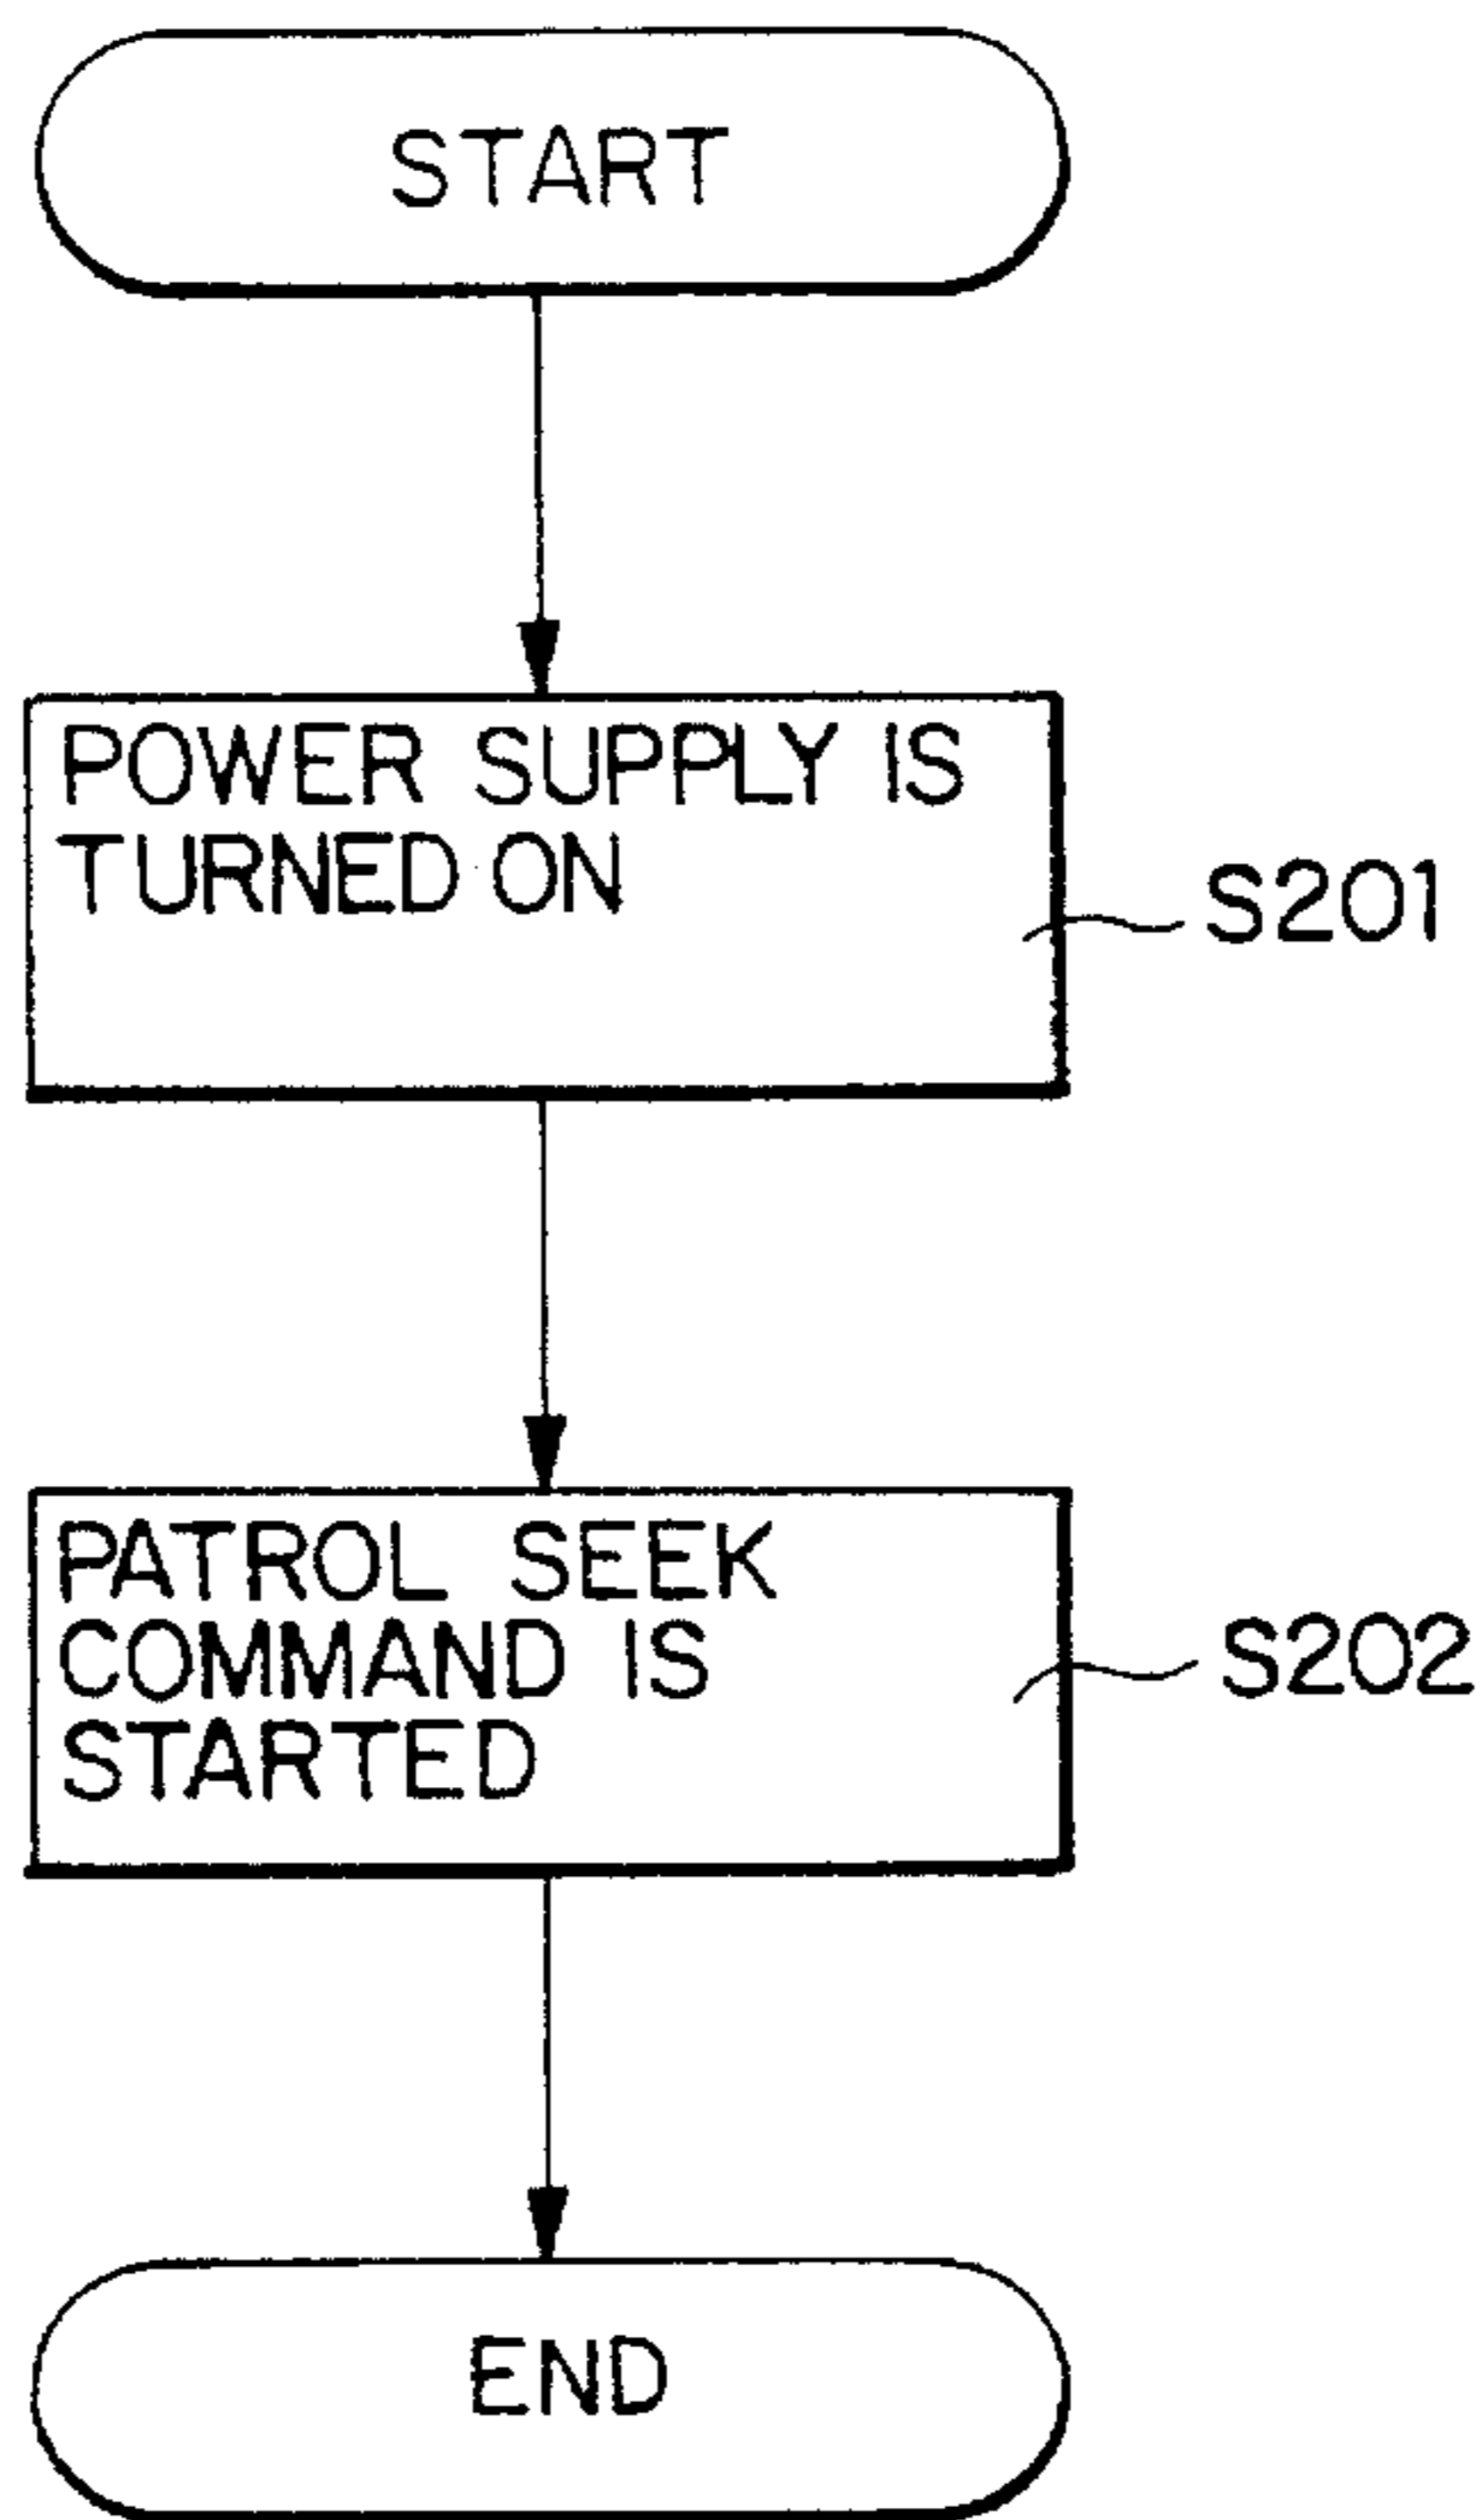 START
POWER SUPPLY IS
TURNED ON
S201
PATROL SEEK
COMMAND IS
STARTED
S202
END